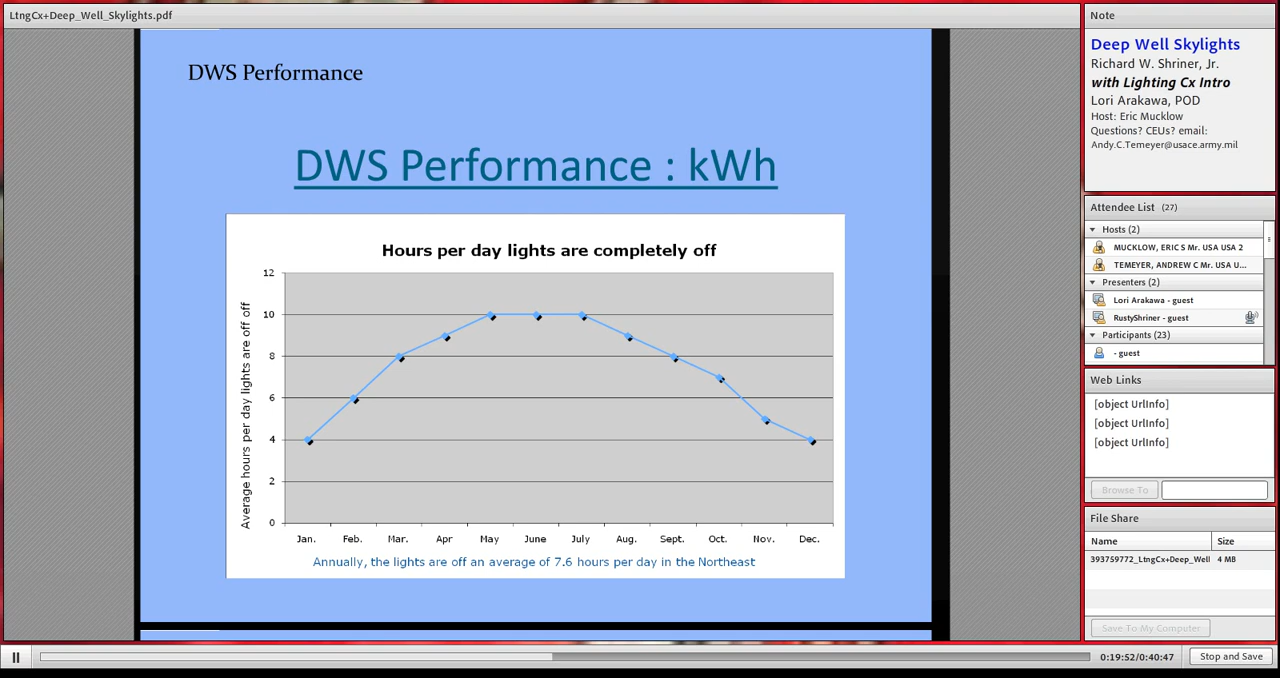 LtngCx+Deep_Well_Skylights.pdf
DWS Performance
DWS Performance : kWh
Hours per day lights are completely off
Average hours per day lights are off off
12
10
8
6
4
2
0
Jan. Feb. Mar. Apr May June July Aug. Sept. Oct. Nov. Dec.
Annually, the lights are off an average of 7.6 hours per day in the Northeast
Note
Deep Well Skylights
Richard W. Shriner, Jr.
with Lighting Cx Intro
Lori Arakawa, POD
Host: Eric Mucklow
Questions? CEUs? email:
Andy.C.Temeyer@usace.army.mil
Attendee List (27)
Hosts (2)
MUCKLOW, ERIC S Mr. USA USA 2
TEMEYER, ANDREW C Mr. USA U...
Presenters (2)
Lori Arakawa - guest
RustyShriner - guest
Participants (23)
- guest
Web Links
[object UrlInfo]
[object UrlInfo]
[object UrlInfo]
Browse To
File Share
Name Size
393759772_LtngCx+Deep_Well 4 MB
Save To My Computer
0:19:52/0:40:47
Stop and Save